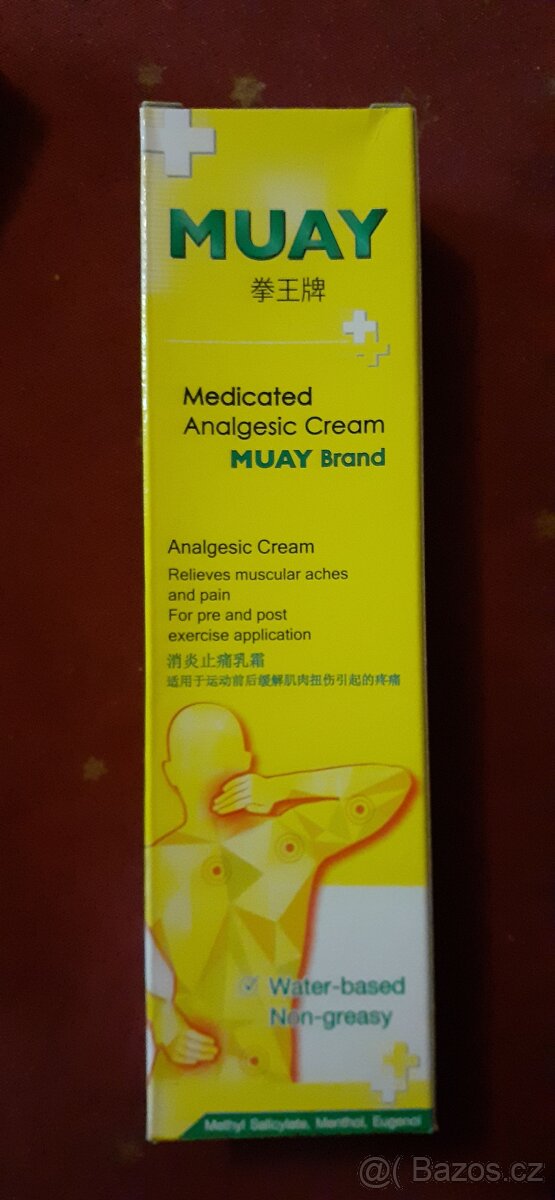 MUAY
拳王牌
Medicated
Analgesic Cream
MUAY Brand
Analgesic Cream
Relieves muscular aches
and pain
For pre and post
exercise application
消炎止痛乳霜
适用于运动前后缓解肌肉扭伤引起的疼痛
Water-based
Non-greasy
Methyl Salicylate, Menthol, Eugenol
@( Bazos.cz